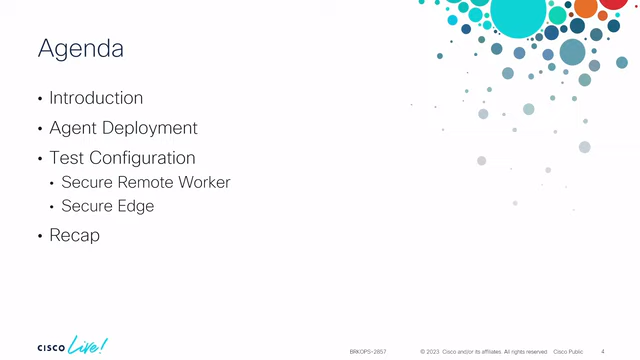 Agenda
• Introduction
• Agent Deployment
• Test Configuration
• Secure Remote Worker
• Secure Edge
• Recap
CISCO Live!
BRKOPS-2857 © 2023 Cisco and/or its affiliates. All rights reserved. Cisco Public 4